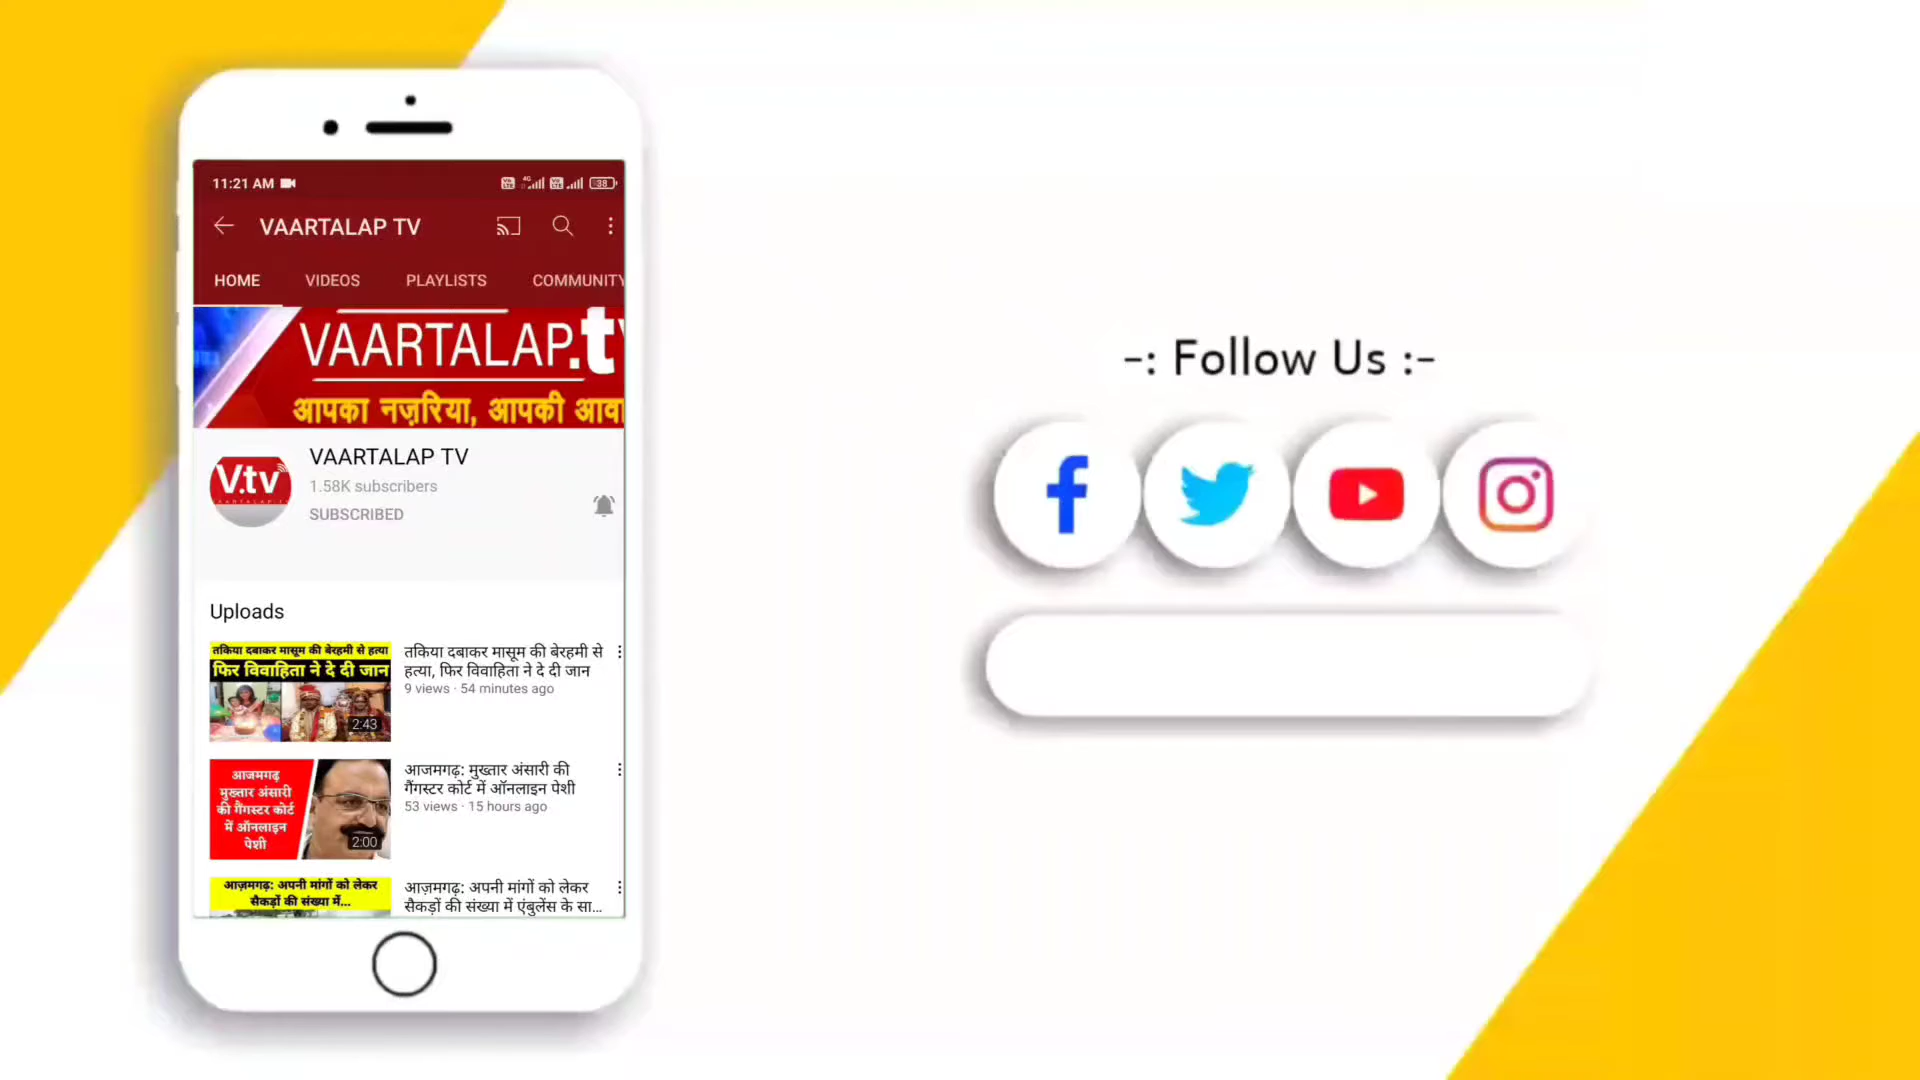 11:21 AM
4G
38
VAARTALAP TV
HOME VIDEOS PLAYLISTS COMMUNITY
VAARTALAP.t
आपका नज़रिया, आपकी आवा
V.tv
VAARTALAP TV
1.58K subscribers
SUBSCRIBED
Uploads
तकिया दबाकर मासूम की बेरहमी से हत्या
फिर विवाहिता ने दे दी जान
2:43
तकिया दबाकर मासूम की बेरहमी से
हत्या, फिर विवाहिता ने दे दी जान
9 views · 54 minutes ago
आजमगढ़
मुख्तार अंसारी
की गैंगस्टर कोर्ट
में ऑनलाइन
पेशी
2:00
आजमगढ़: मुख्तार अंसारी की
गैंगस्टर कोर्ट में ऑनलाइन पेशी
53 views · 15 hours ago
आज़मगढ़: अपनी मांगों को लेकर
सैकड़ों की संख्या में...
आज़मगढ़: अपनी मांगों को लेकर
सैकड़ों की संख्या में एंबुलेंस के सा...
-: Follow Us :-